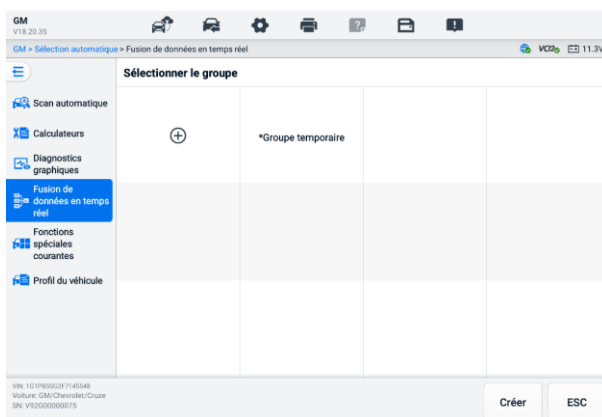 GM
V18.20.35
GM > Sélection automatique > Fusion de données en temps réel
VCI2
11.3V
Sélectionner le groupe
Scan automatique
Calculateurs
Diagnostics
graphiques
Fusion de
données en temps
réel
Fonctions
spéciales
courantes
Profil du véhicule
*Groupe temporaire
VIN: 1G1PB5SG2F7145548
Voiture: GM/Chevrolet/Cruze
SN: V92G00000075
Créer
ESC